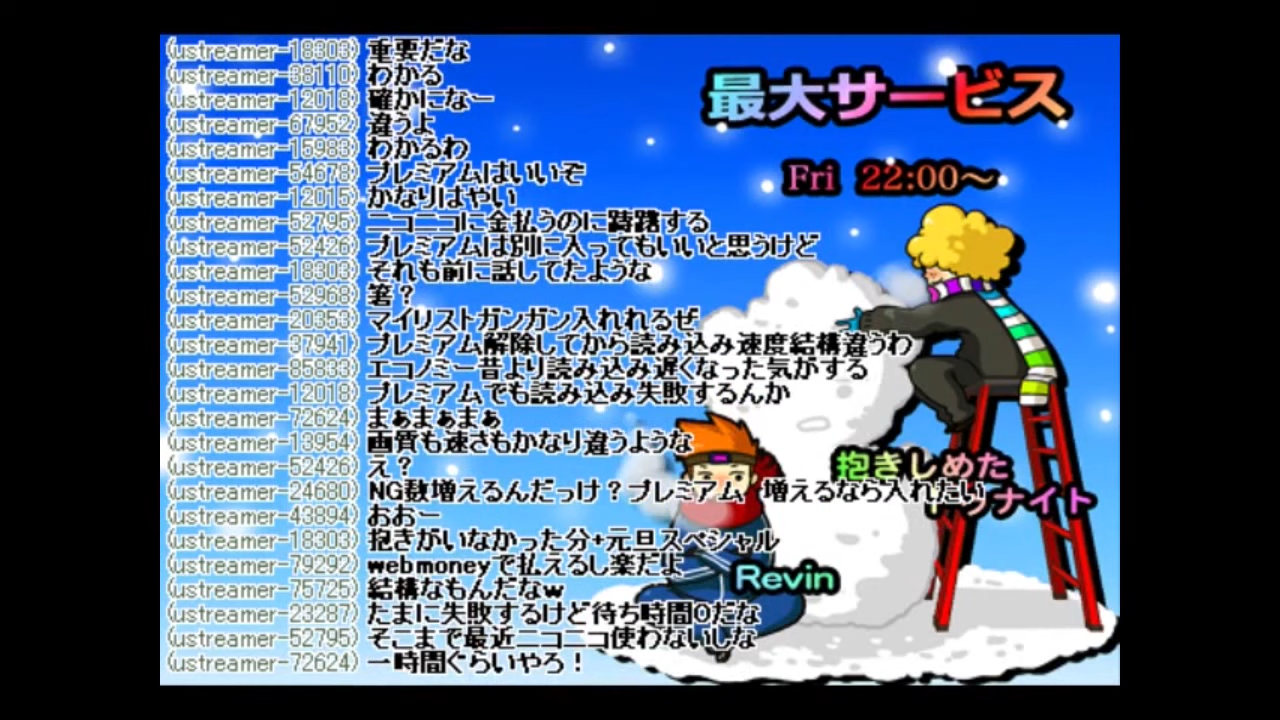 (ustreamer-18303) 重要だな
(ustreamer-38110) わかる
(ustreamer-12018) 確かになー
(ustreamer-67952) 違うよ
(ustreamer-15983) わかるわ
(ustreamer-54678) プレミアムはいいぞ
(ustreamer-12015) かなりはやい
(ustreamer-52795) ニコニコに金払うのに躊躇する
(ustreamer-52426) プレミアムは別に入ってもいいと思うけど
(ustreamer-18303) それも前に話してたような
(ustreamer-52968) 箸？
(ustreamer-20353) マイリストガンガン入れれるぜ
(ustreamer-37941) プレミアム解除してから読み込み速度結構違うわ
(ustreamer-85833) エコノミー昔より読み込み遅くなった気がする
(ustreamer-12018) プレミアムでも読み込み失敗するんか
(ustreamer-72624) まぁまぁまぁ
(ustreamer-13954) 画質も速さもかなり違うような
(ustreamer-52426) え？
(ustreamer-24680) NG数増えるんだっけ？プレミアム 増えるなら入れたい
(ustreamer-43894) おおー
(ustreamer-18303) 抱きがいなかった分+元旦スペシャル
(ustreamer-79292) webmoneyで払えるし楽だよ
(ustreamer-75725) 結構なもんだなw
(ustreamer-23287) たまに失敗するけど待ち時間0だな
(ustreamer-52795) そこまで最近ニコニコ使わないしな
(ustreamer-72624) 一時間ぐらいやろ！
最大サービス
Fri 22:00～
抱きしめた
トゥナイト
Revin